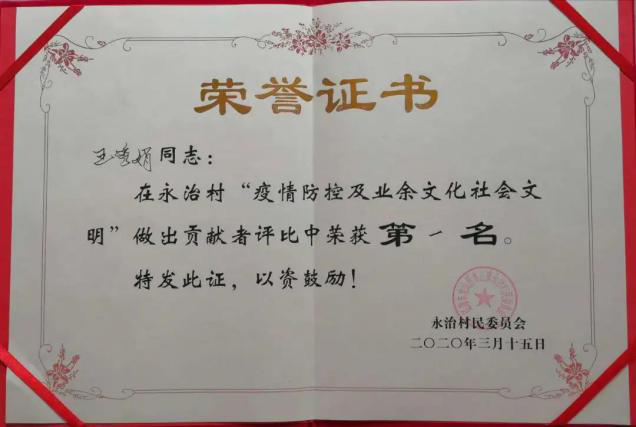 荣誉证书
王 娟同志：
在永治村“疫情防控及业余文化社会文
明”做出贡献者评比中荣获第一名。
特发此证，以资鼓励！
永治村民委员会
二〇二〇年三月十五日